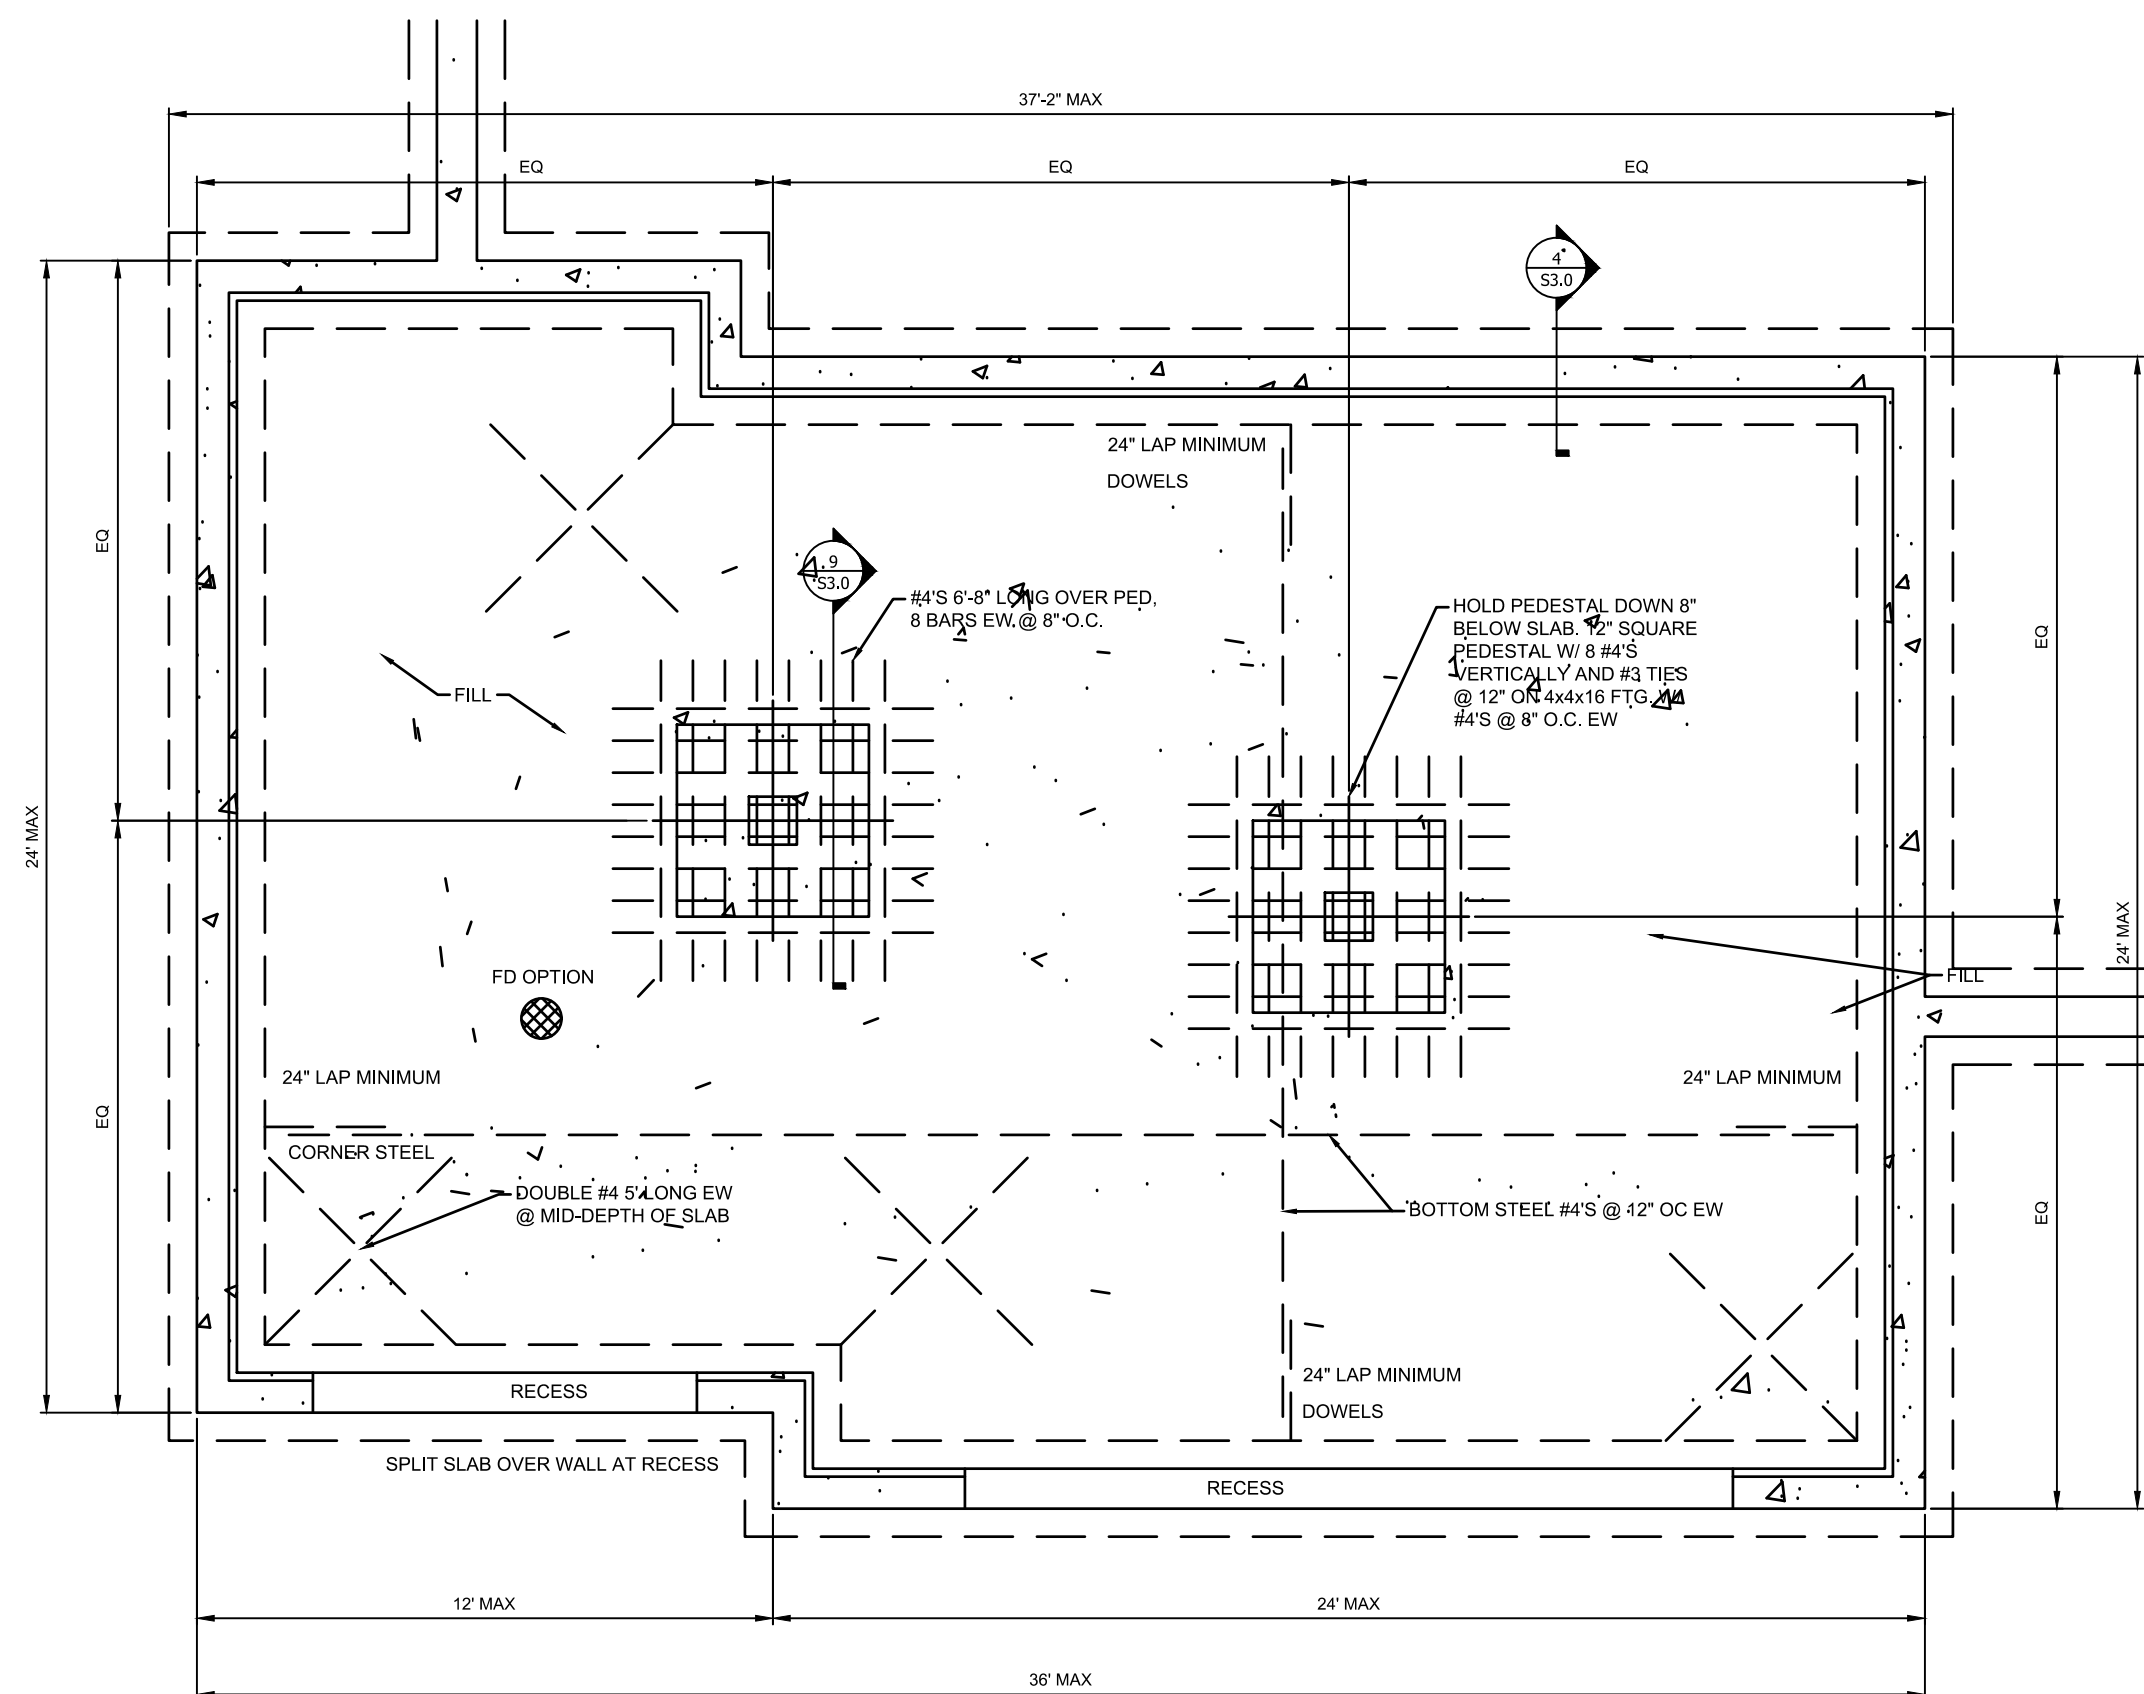 37'-2" MAX
EQ
EQ
EQ
4
S3.0
24" LAP MINIMUM
DOWELS
EQ
24' MAX
9
S3.0
#4'S 6'-8" LONG OVER PED,
8 BARS EW @ 8" O.C.
HOLD PEDESTAL DOWN 8"
BELOW SLAB. 12" SQUARE
PEDESTAL W/ 8 #4'S
VERTICALLY AND #3 TIES
@ 12" ON 4x4x16 FTG. W/
#4'S @ 8" O.C. EW
EQ
FILL
24' MAX
FD OPTION
FILL
24" LAP MINIMUM
24" LAP MINIMUM
EQ
CORNER STEEL
DOUBLE #4 5' LONG EW
@ MID-DEPTH OF SLAB
BOTTOM STEEL #4'S @ 12" OC EW
EQ
RECESS
24" LAP MINIMUM
DOWELS
SPLIT SLAB OVER WALL AT RECESS
RECESS
12' MAX
24' MAX
36' MAX